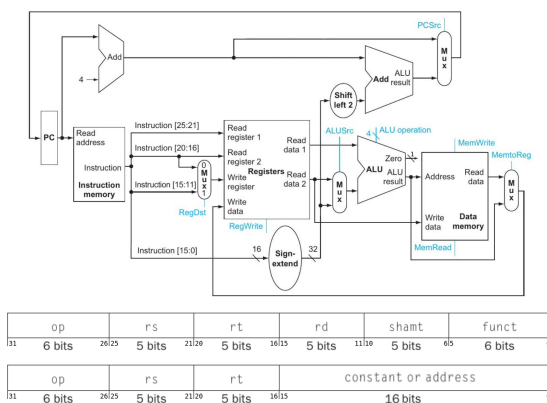 PCSrc
Add
4
Add
ALU
result
Mux
Shift
left 2
PC
Read
address
Instruction
Instruction
memory
Instruction [25:21]
Instruction [20:16]
Instruction [15:11]
0
Mux
1
RegDst
Read
register 1
Read
register 2
Write
register
Write
data
Registers
Read
data 1
Read
data 2
RegWrite
ALUSrc
Mux
4
ALU operation
Zero
1
ALU
ALU
result
MemWrite
Address
Read
data
Write
data
Data
memory
MemRead
MemtoReg
Mux
Instruction [15:0]
16
Sign-
extend
32
op rs rt rd shamt funct
31 6 bits 26 25 5 bits 21 20 5 bits 16 15 5 bits 11 10 5 bits 6 5 6 bits
op rs rt constant or address
31 6 bits 26 25 5 bits 21 20 5 bits 16 15 16 bits